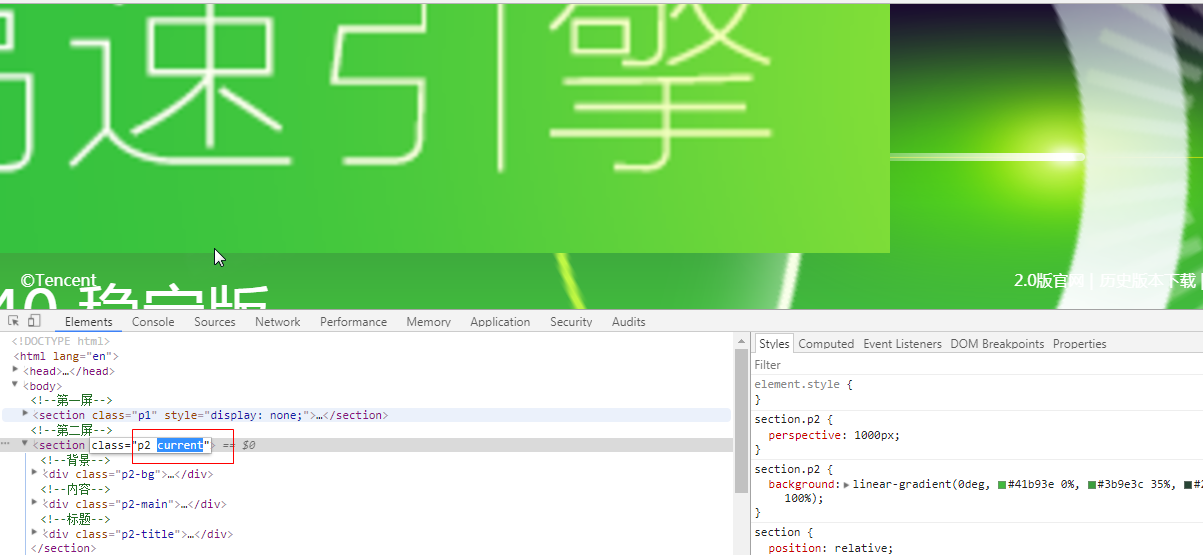 速引擎
©Tencent
2.0版官网 | 历史版本下载 |
40 稳定版
Elements Console Sources Network Performance Memory Application Security Audits
<!DOCTYPE html>
<html lang="en">
<head>…</head>
<body>
<!--第一屏-->
<section class="p1" style="display: none;">…</section>
<!--第二屏-->
<section class="p2 current"> == $0
<!--背景-->
<div class="p2-bg">…</div>
<!--内容-->
<div class="p2-main">…</div>
<!--标题-->
<div class="p2-title">…</div>
</section>
Styles Computed Event Listeners DOM Breakpoints Properties
Filter
element.style {
}
section.p2 {
perspective: 1000px;
}
section.p2 {
background: linear-gradient(0deg, #41b93e 0%, #3b9e3c 35%, #2
100%);
}
section {
position: relative;